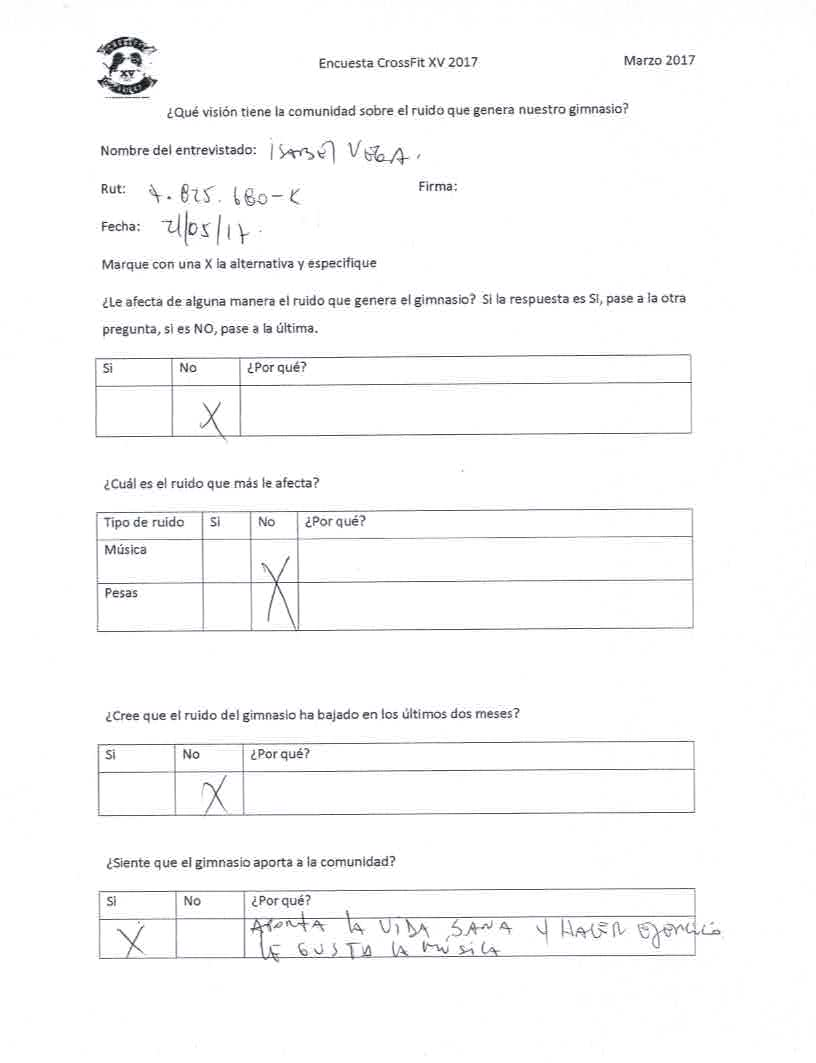 XV
Encuesta CrossFit XV 2017
Marzo 2017
¿Qué visión tiene la comunidad sobre el ruido que genera nuestro gimnasio?
Nombre del entrevistado: ISABEl VEGA.
Rut: 7.825.680-K
Firma:
Fecha: 21/05/17.
Marque con una X la alternativa y especifique
¿Le afecta de alguna manera el ruido que genera el gimnasio? Si la respuesta es SI, pase a la otra
pregunta, si es NO, pase a la última.
Si No ¿Por qué?
X
¿Cuál es el ruido que más le afecta?
Tipo de ruido Si No ¿Por qué?
Música
X
Pesas
¿Cree que el ruido del gimnasio ha bajado en los últimos dos meses?
Si No ¿Por qué?
X
¿Siente que el gimnasio aporta a la comunidad?
Si No ¿Por qué?
X APORTA LA VIDA SANA Y HACER EJERCICIO
LE GUSTA LA MÚSICA